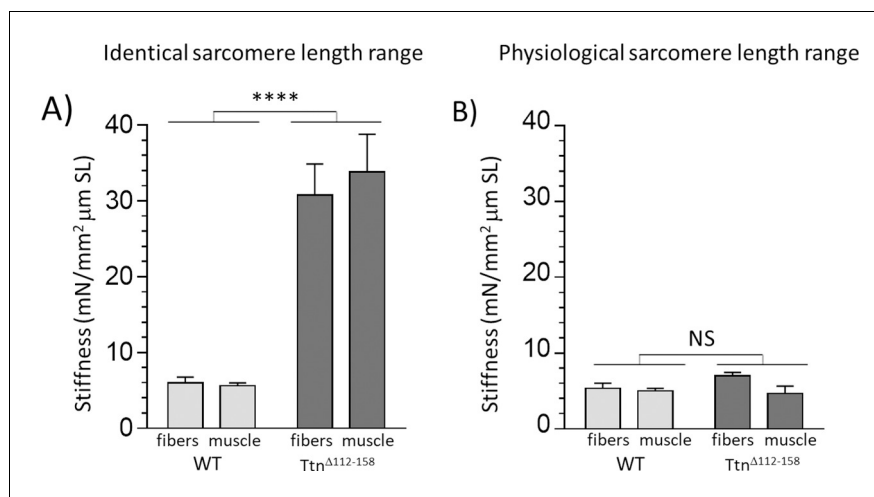 Identical sarcomere length range
Physiological sarcomere length range
A)
****
Stiffness (mN/mm² μm SL)
40
30
20
10
0
fibers muscle
fibers muscle
WT
Ttn^Δ112-158
B)
NS
Stiffness (mN/mm² μm SL)
40
30
20
10
0
fibers muscle
fibers muscle
WT
Ttn^Δ112-158